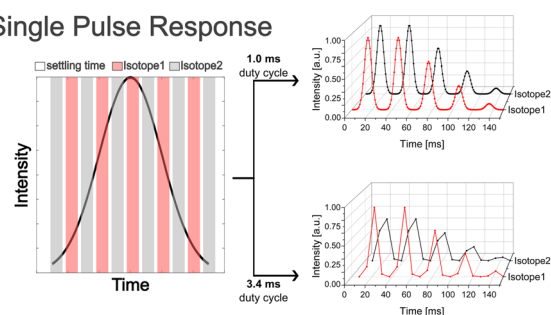 Single Pulse Response
settling time Isotope1 Isotope2
Intensity
Time
1.0 ms
duty cycle
3.4 ms
duty cycle
Intensity [a.u.]
1.00
0.75
0.50
0.25
0.00
0 20 40 60 80 100 120 140
Time [ms]
Isotope2
Isotope1
Intensity [a.u.]
1.00
0.75
0.50
0.25
0.00
0 20 40 60 80 100 120 140
Time [ms]
Isotope2
Isotope1